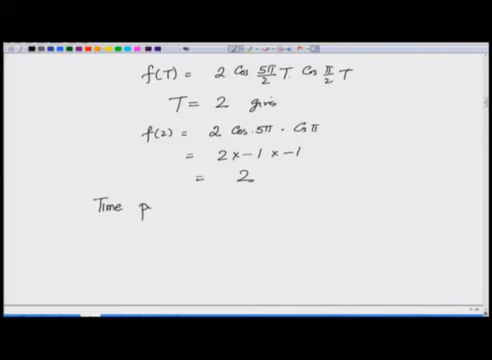 f(T) = 2 Cos 5π/2 T. Cos π/2 T
T = 2 gives
f(2) = 2 Cos 5π · Cos π
= 2 × -1 × -1
= 2
Time p